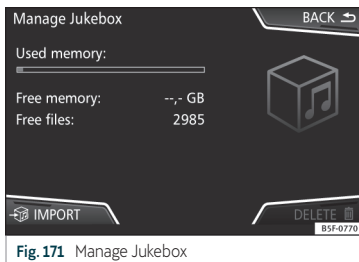 Manage Jukebox
BACK
Used memory:
Free memory: --,- GB
Free files: 2985
IMPORT
DELETE
B5F-0770
Fig. 171 Manage Jukebox